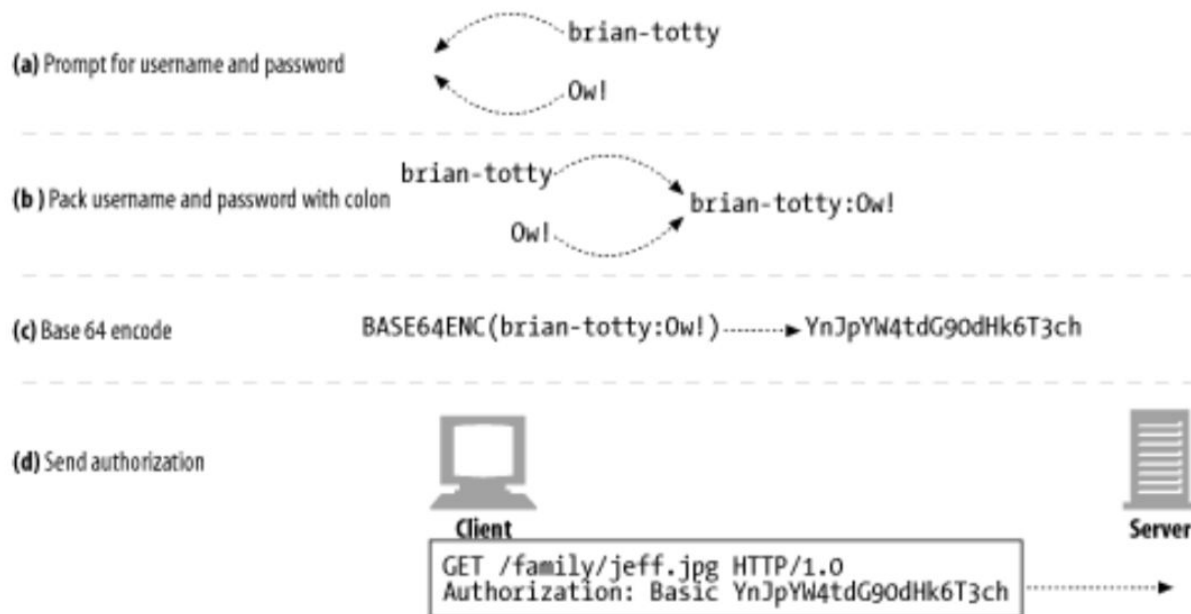 brian-totty
(a) Prompt for username and password
Ow!
brian-totty
(b ) Pack username and password with colon
brian-totty:Ow!
Ow!
(c) Base 64 encode
BASE64ENC(brian-totty:Ow!)
YnJpYW4tdG90dHk6T3ch
(d) Send authorization
Client
Server
GET /family/jeff.jpg HTTP/1.0
Authorization: Basic YnJpYW4tdG90dHk6T3ch